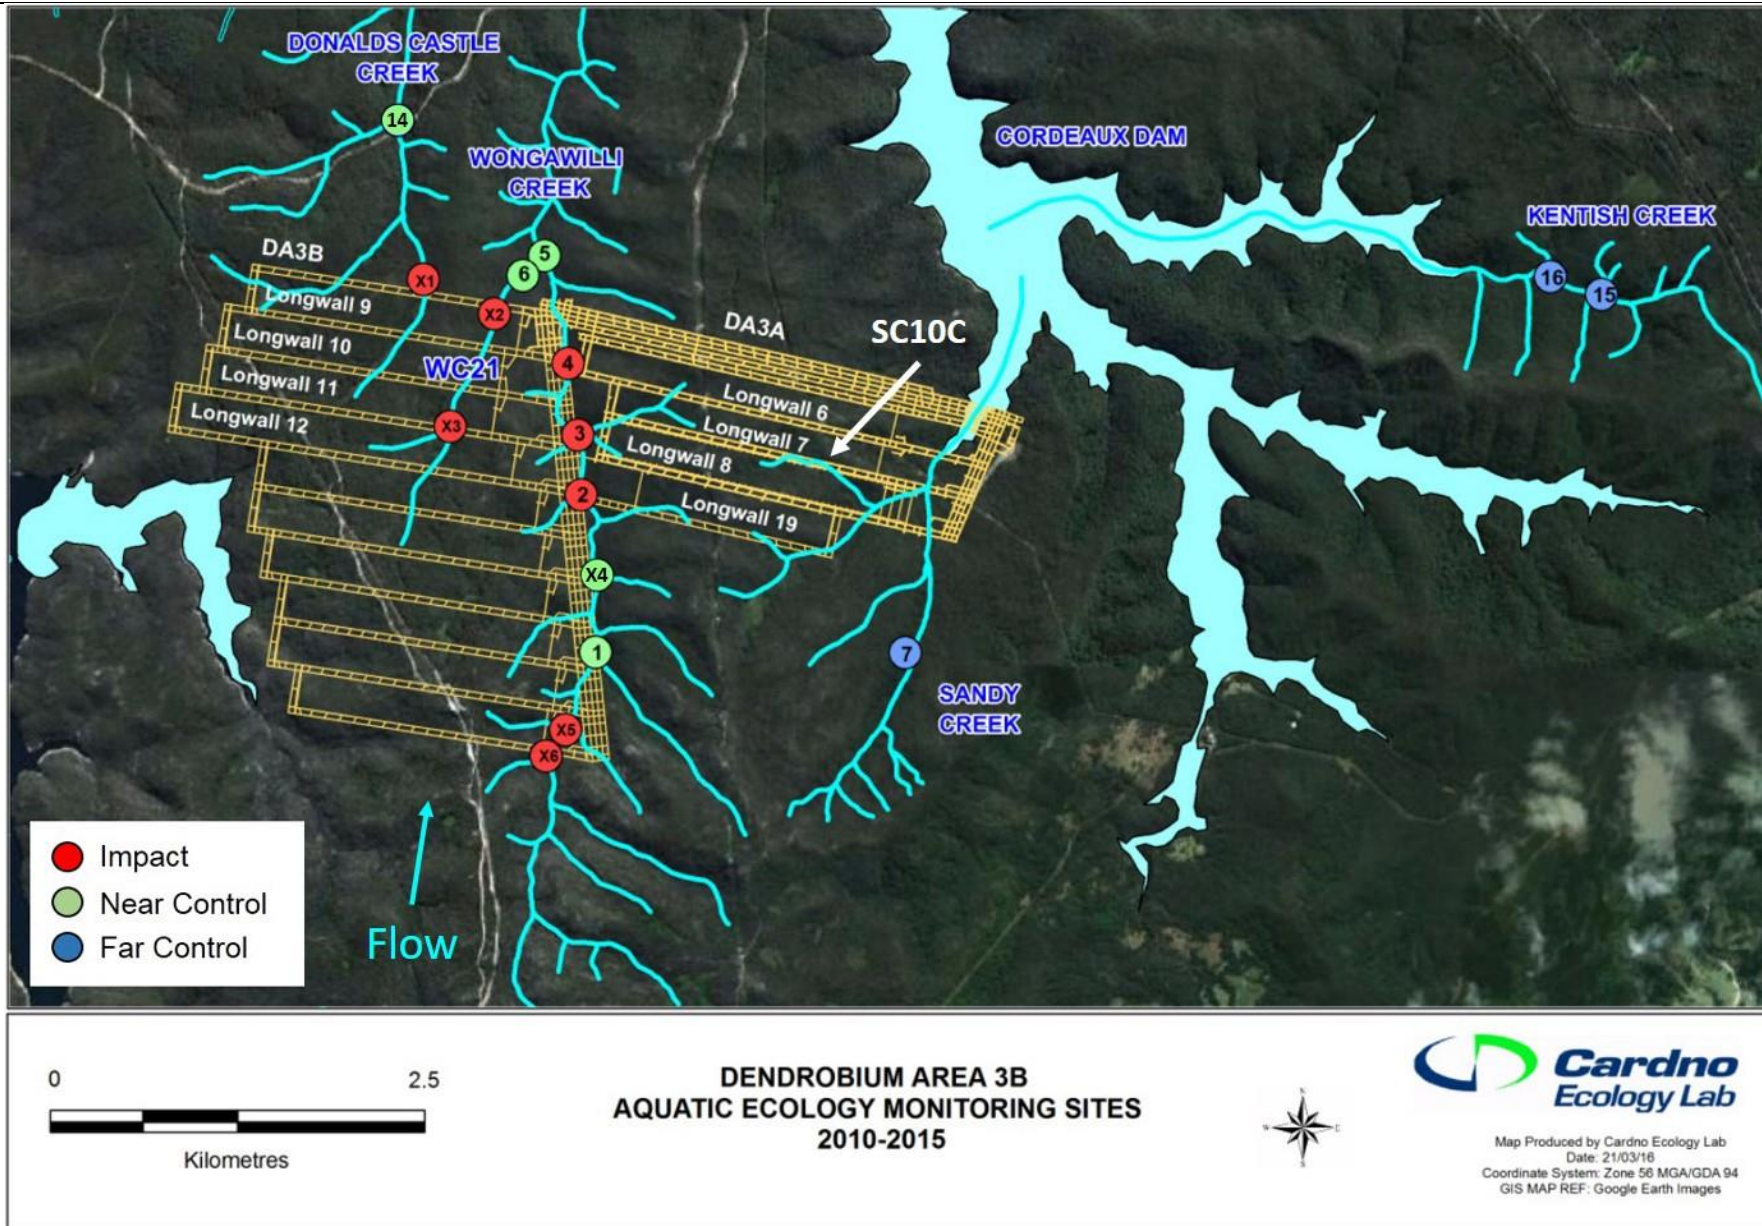 DONALDS CASTLE
CREEK
14
WONGAWILLI
CREEK
CORDEAUX DAM
KENTISH CREEK
DA3B
5
6
16
15
X1
Longwall 9
X2
DA3A
SC10C
Longwall 10
WC21
4
Longwall 11
Longwall 6
Longwall 12
X3
3
Longwall 7
Longwall 8
2
Longwall 19
X4
1
7
SANDY
CREEK
X5
X6
Impact
Near Control
Far Control
Flow
0
2.5
Kilometres
DENDROBIUM AREA 3B
AQUATIC ECOLOGY MONITORING SITES
2010-2015
N
W
E
S
Cardno
Ecology Lab
Map Produced by Cardno Ecology Lab
Date: 21/03/16
Coordinate System: Zone 56 MGA/GDA 94
GIS MAP REF: Google Earth Images